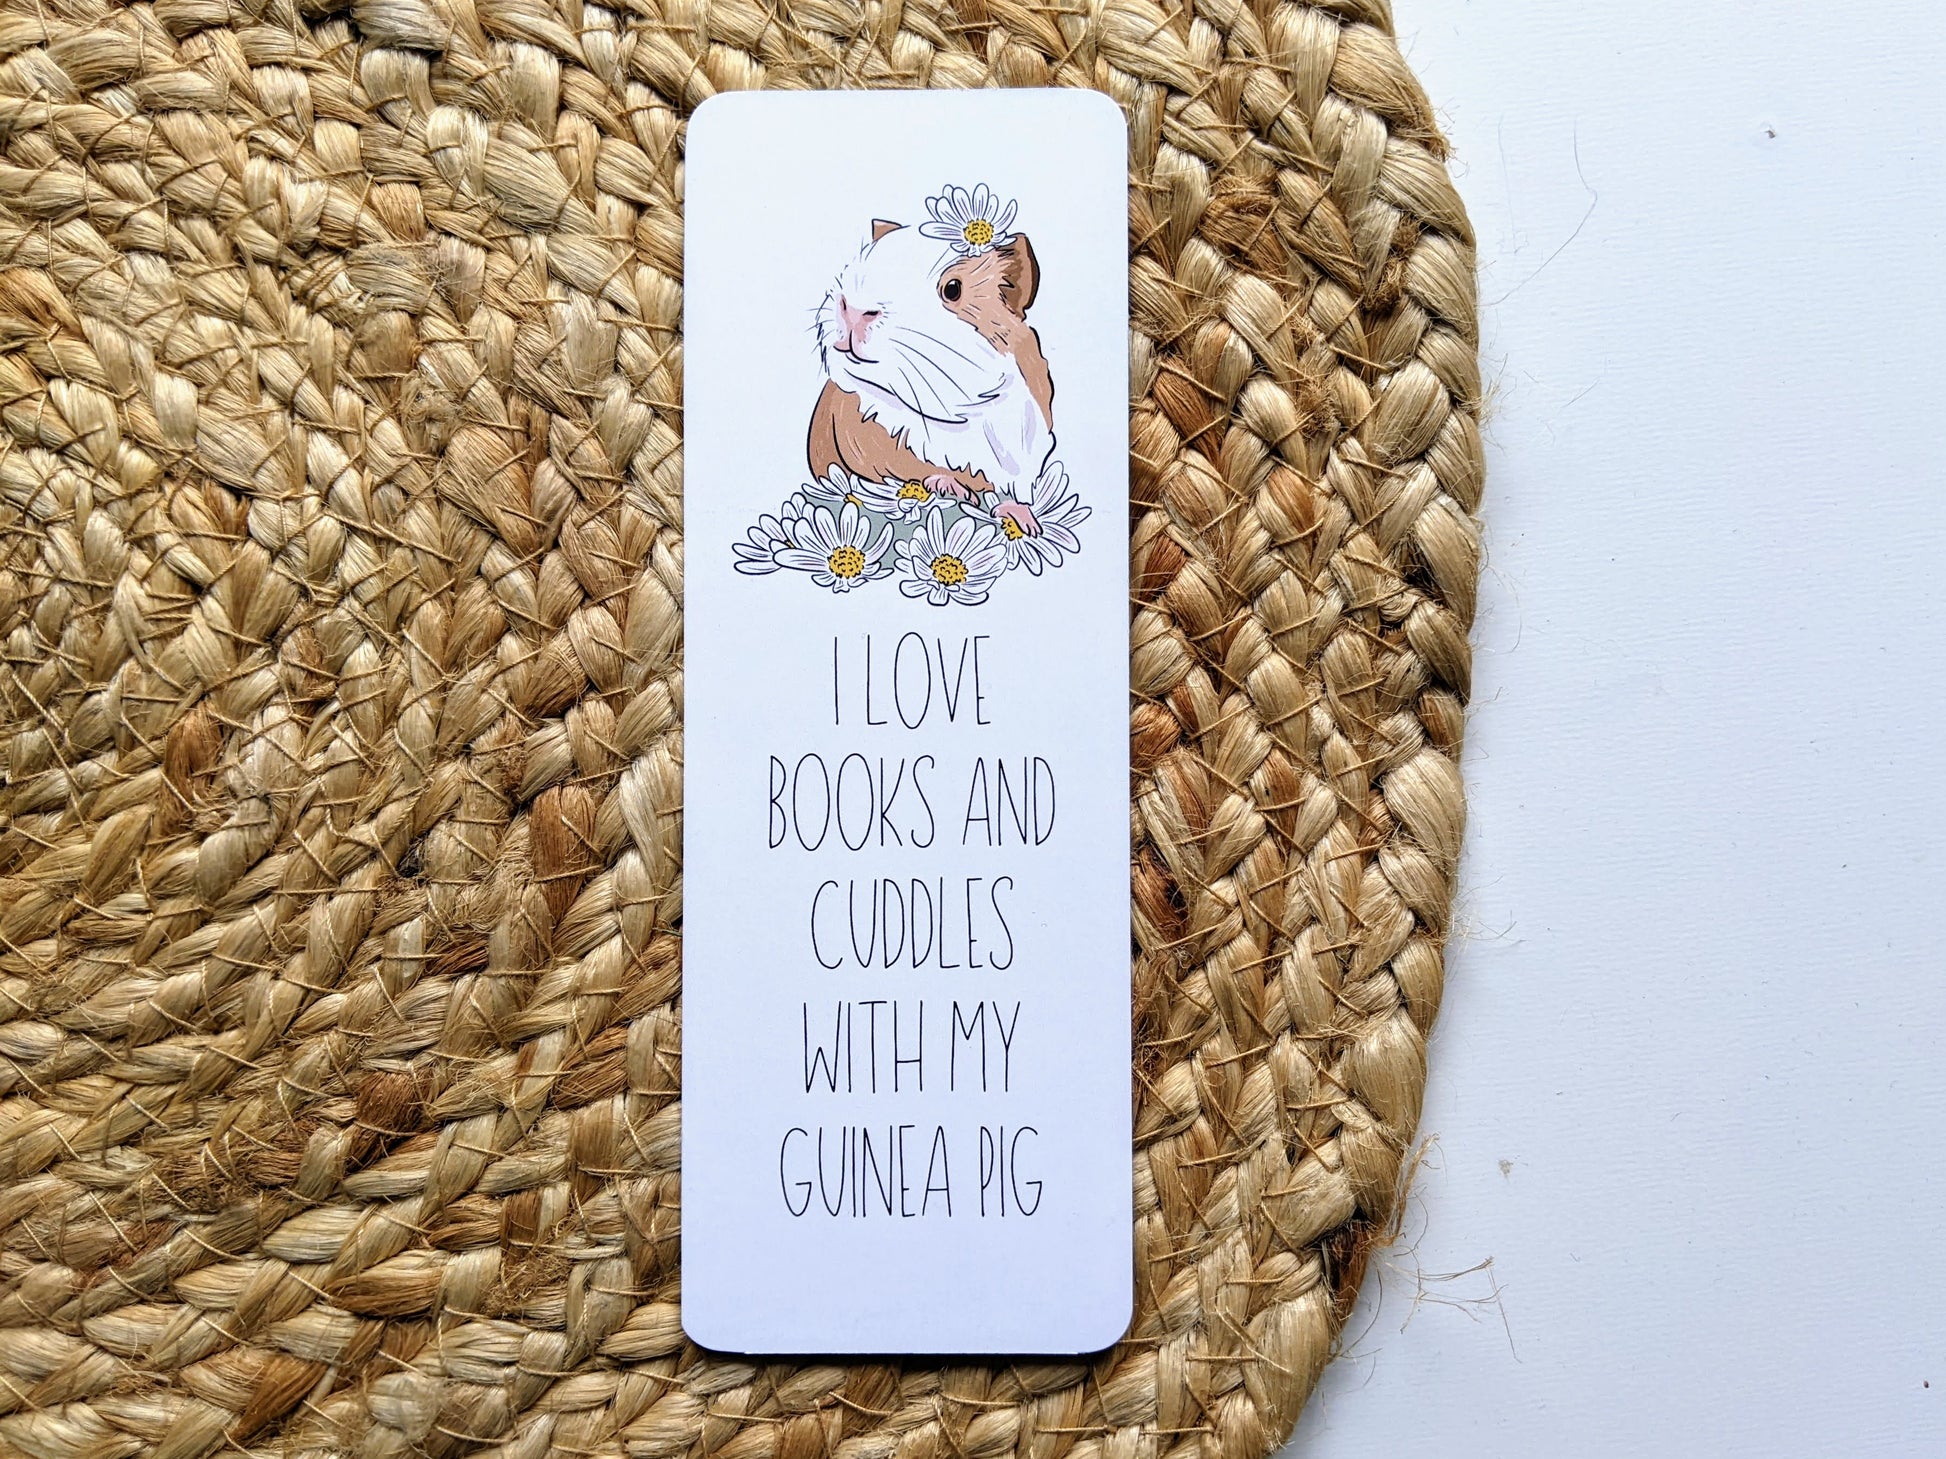 I LOVE
BOOKS AND
CUDDLES
WITH MY
GUINEA PIG